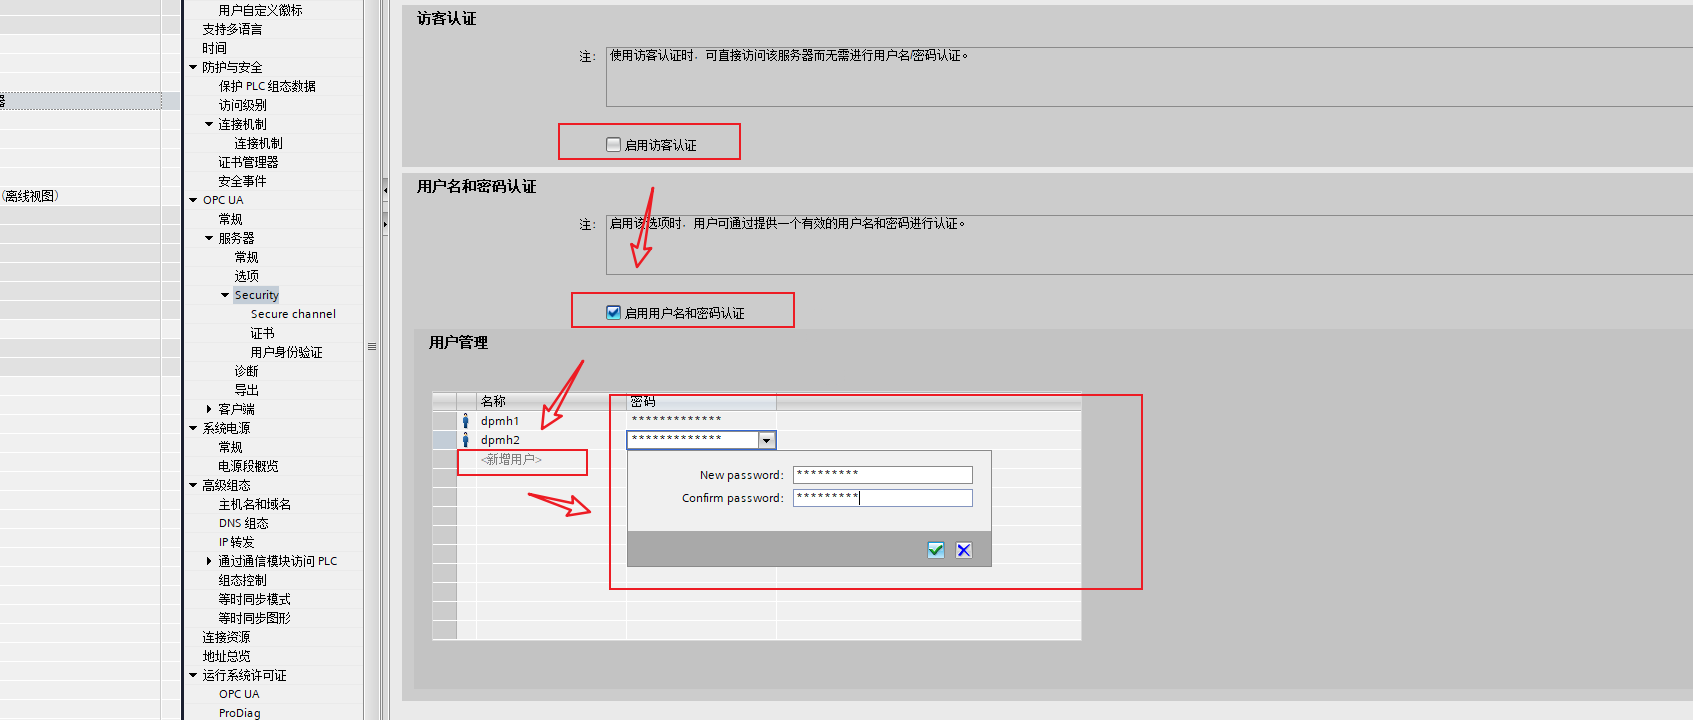 器
(离线视图)
用户自定义徽标
支持多语言
时间
防护与安全
保护 PLC 组态数据
访问级别
连接机制
连接机制
证书管理器
安全事件
OPC UA
常规
服务器
常规
选项
Security
Secure channel
证书
用户身份验证
诊断
导出
客户端
系统电源
常规
电源段概览
高级组态
主机名和域名
DNS 组态
IP 转发
通过通信模块访问 PLC
组态控制
等时同步模式
等时同步图形
连接资源
地址总览
运行系统许可证
OPC UA
ProDiag
访客认证
注： 使用访客认证时，可直接访问该服务器而无需进行用户名/密码认证。
启用访客认证
用户名和密码认证
注： 启用该选项时，用户可通过提供一个有效的用户名和密码进行认证。
启用用户名和密码认证
用户管理
名称 密码
dpmh1 *************
dpmh2 *************
<新增用户>
New password: *********
Confirm password: *********